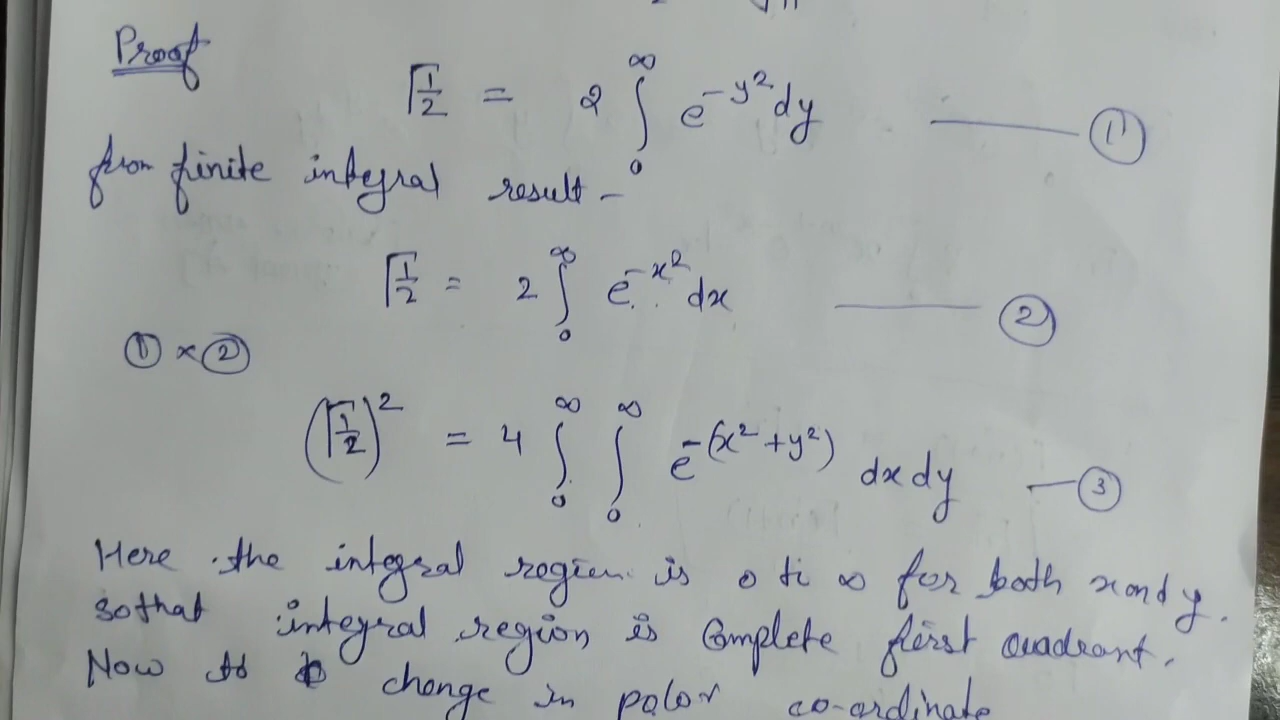 Proof
Γ1/2 = 2 ∫₀^∞ e^{-y²} dy —— ①
from finite integral result -
Γ1/2 = 2 ∫₀^∞ e^{-x²} dx —— ②
① × ②
(Γ1/2)² = 4 ∫₀^∞ ∫₀^∞ e^{-(x²+y²)} dx dy — ③
Here the integral region is 0 to ∞ for both x and y.
so that integral region is Complete first quadrant.
Now to change in polar co-ordinate